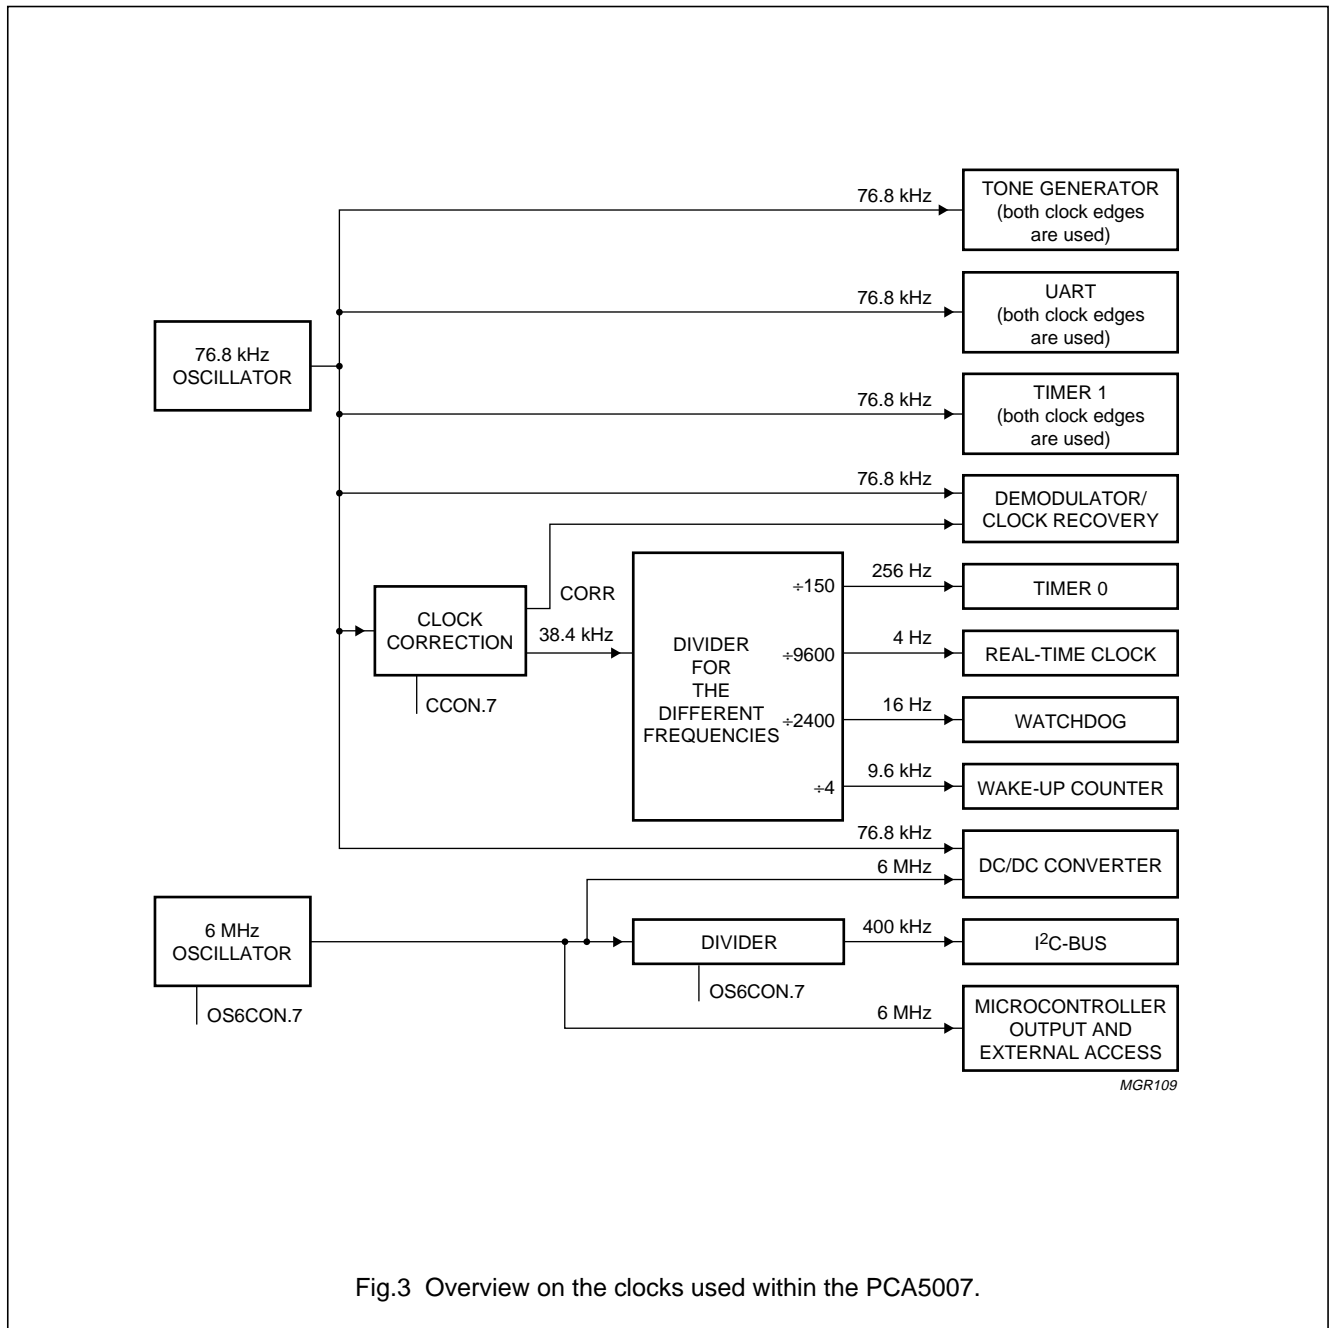 76.8 kHz
TONE GENERATOR
(both clock edges
are used)
76.8 kHz
UART
(both clock edges
are used)
76.8 kHz
OSCILLATOR
76.8 kHz
TIMER 1
(both clock edges
are used)
76.8 kHz
DEMODULATOR/
CLOCK RECOVERY
CLOCK
CORRECTION
CORR
38.4 kHz
CCON.7
DIVIDER
FOR
THE
DIFFERENT
FREQUENCIES
÷150
256 Hz
TIMER 0
÷9600
4 Hz
REAL-TIME CLOCK
÷2400
16 Hz
WATCHDOG
÷4
9.6 kHz
WAKE-UP COUNTER
76.8 kHz
6 MHz
DC/DC CONVERTER
6 MHz
OSCILLATOR
OS6CON.7
DIVIDER
OS6CON.7
400 kHz
I²C-BUS
6 MHz
MICROCONTROLLER
OUTPUT AND
EXTERNAL ACCESS
MGR109
Fig.3 Overview on the clocks used within the PCA5007.